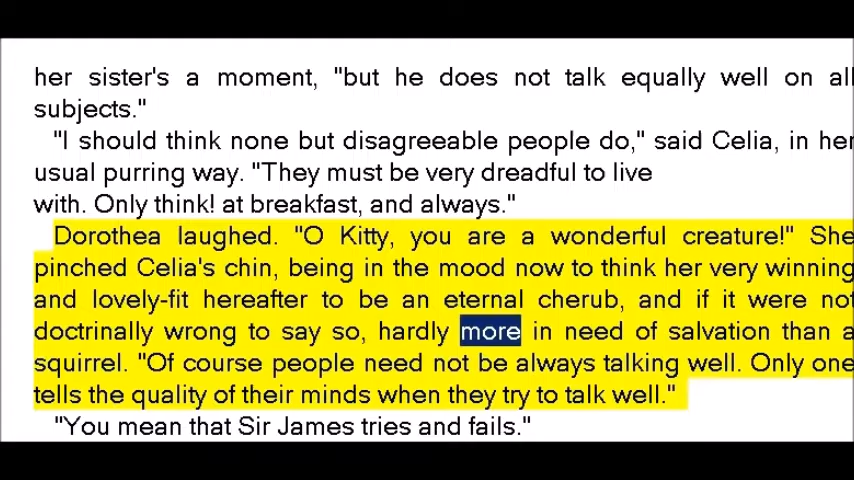 her sister's a moment, "but he does not talk equally well on all
subjects."
"I should think none but disagreeable people do," said Celia, in her
usual purring way. "They must be very dreadful to live
with. Only think! at breakfast, and always."
Dorothea laughed. "O Kitty, you are a wonderful creature!" She
pinched Celia's chin, being in the mood now to think her very winning
and lovely-fit hereafter to be an eternal cherub, and if it were not
doctrinally wrong to say so, hardly more in need of salvation than a
squirrel. "Of course people need not be always talking well. Only one
tells the quality of their minds when they try to talk well."
"You mean that Sir James tries and fails."